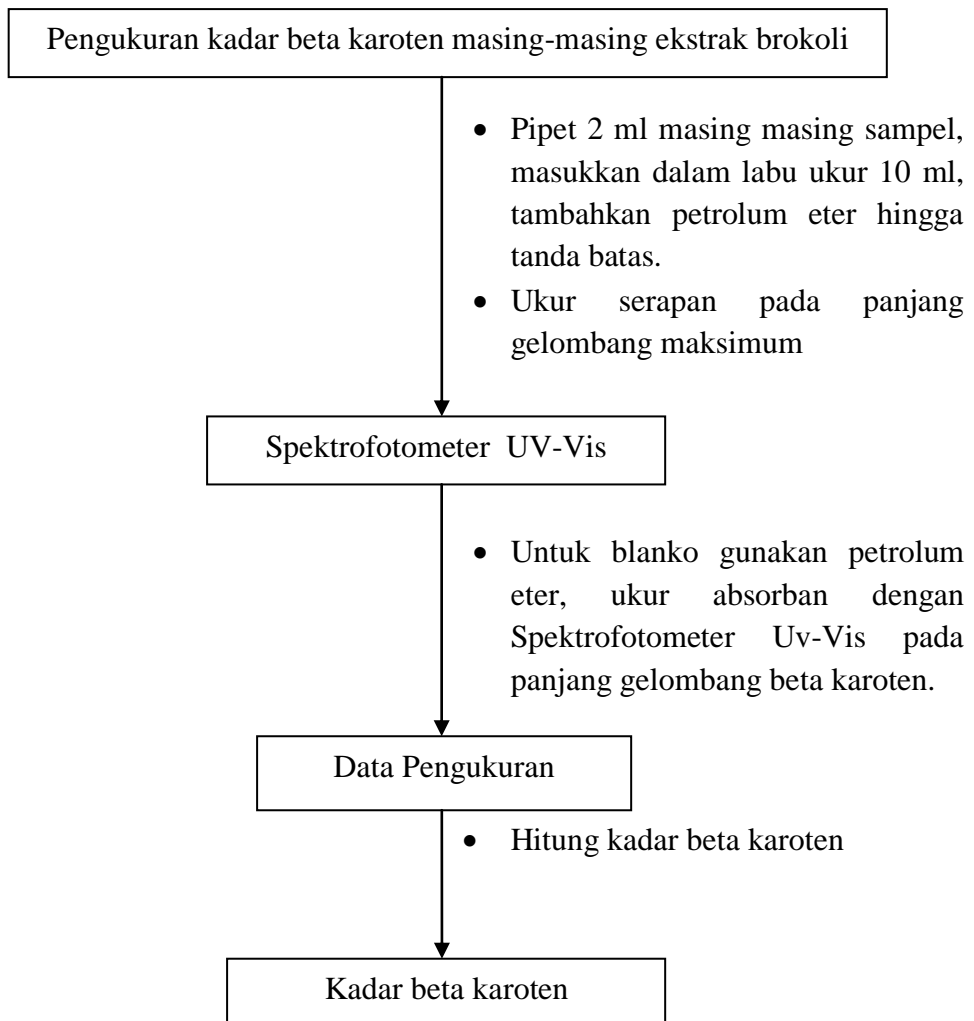 Pengukuran kadar beta karoten masing-masing ekstrak brokoli
• Pipet 2 ml masing masing sampel,
masukkan dalam labu ukur 10 ml,
tambahkan petrolum eter hingga
tanda batas.
• Ukur serapan pada panjang
gelombang maksimum
Spektrofotometer UV-Vis
• Untuk blanko gunakan petrolum
eter, ukur absorban dengan
Spektrofotometer Uv-Vis pada
panjang gelombang beta karoten.
Data Pengukuran
• Hitung kadar beta karoten
Kadar beta karoten